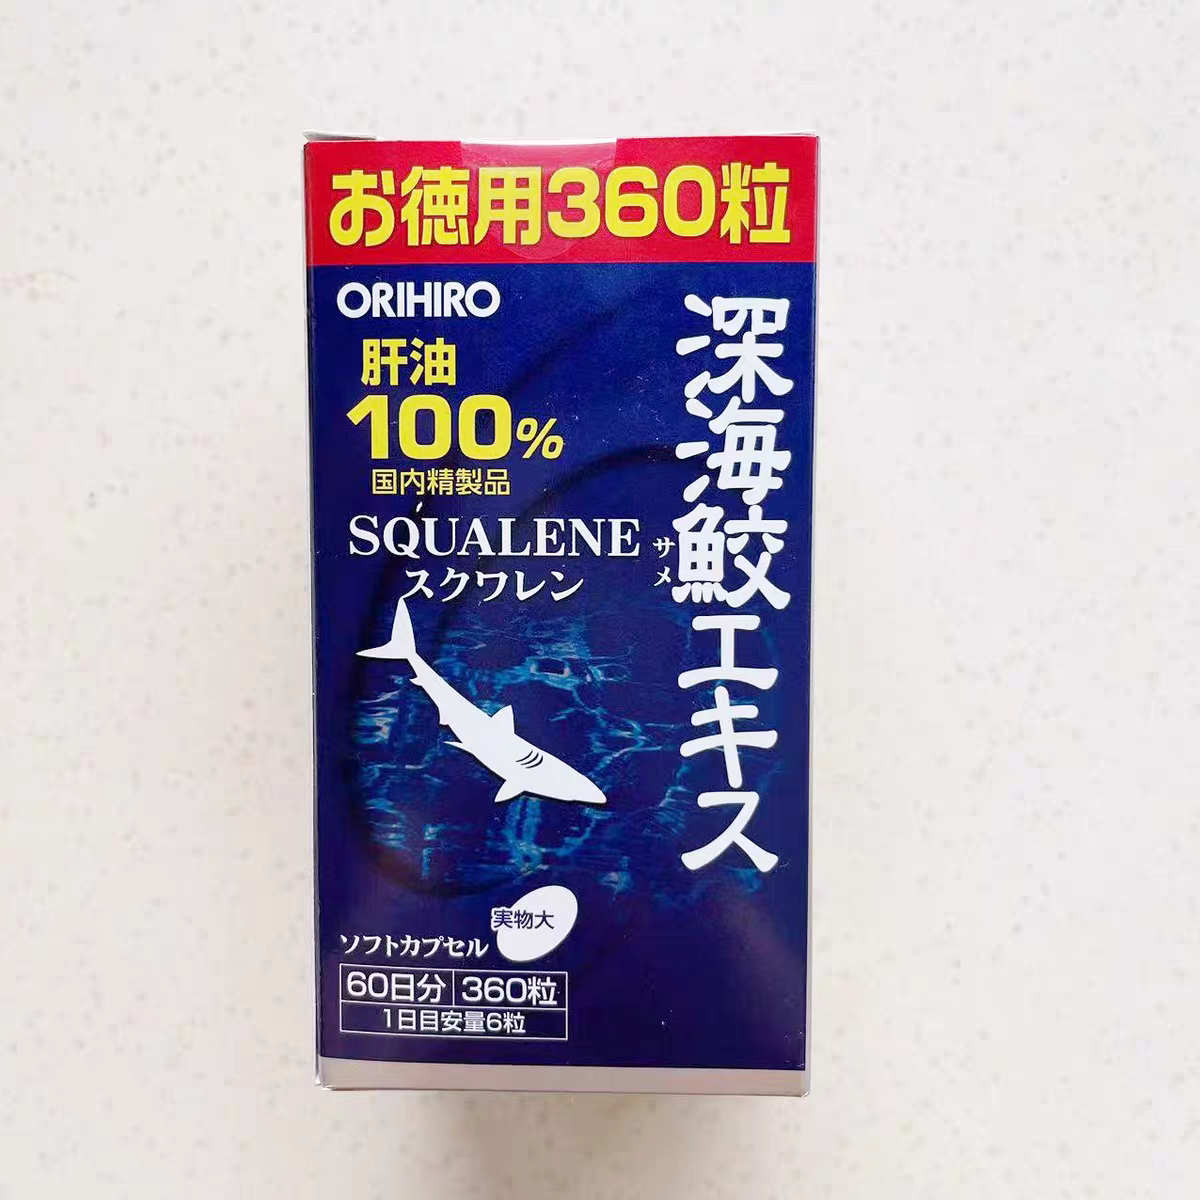 お徳用360粒
ORIHIRO
肝油
100%
国内精製品
SQUALENE
スクワレン
深海鮫エキス
サメ
実物大
ソフトカプセル
60日分 360粒
1日目安量6粒